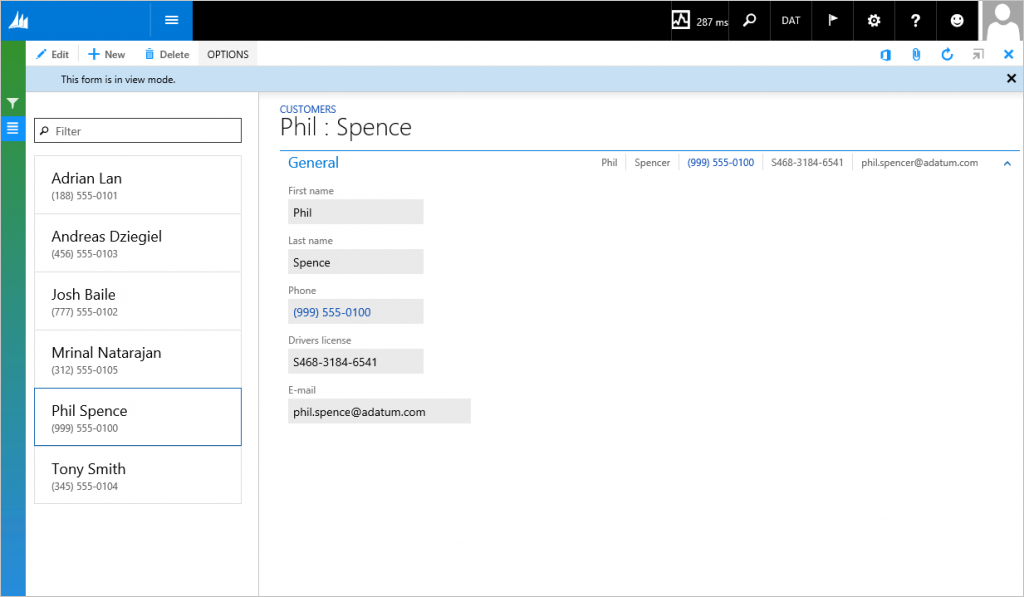 287 ms DAT ?
Edit New Delete OPTIONS
This form is in view mode.
Filter
Adrian Lan
(188) 555-0101
Andreas Dziegiel
(456) 555-0103
Josh Baile
(777) 555-0102
Mrinal Natarajan
(312) 555-0105
Phil Spence
(999) 555-0100
Tony Smith
(345) 555-0104
CUSTOMERS
Phil : Spence
General Phil Spencer (999) 555-0100 S468-3184-6541 phil.spencer@adatum.com
First name
Phil
Last name
Spence
Phone
(999) 555-0100
Drivers license
S468-3184-6541
E-mail
phil.spence@adatum.com